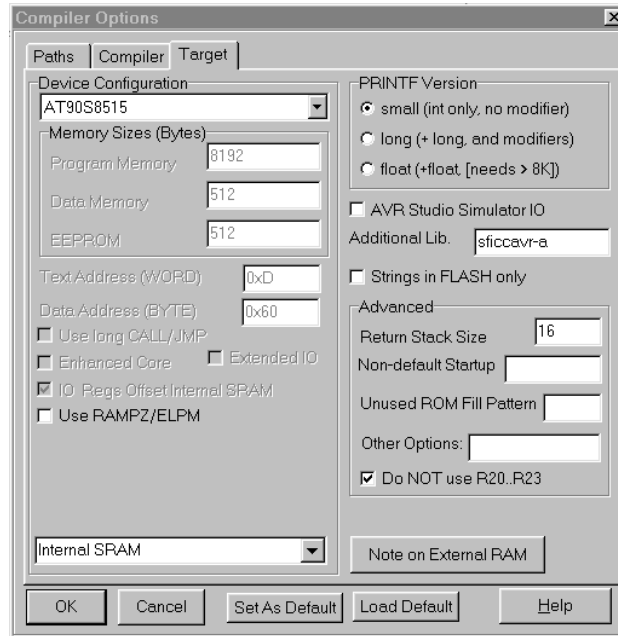 Compiler Options
Paths
Compiler
Target
Device Configuration
AT90S8515
Memory Sizes (Bytes)
Program Memory
8192
Data Memory
512
EEPROM
512
Text Address (WORD)
0xD
Data Address (BYTE)
0x60
Use long CALL/JMP
Enhanced Core
Extended IO
IO Regs Offset Internal SRAM
Use RAMPZ/ELPM
Internal SRAM
PRINTF Version
small (int only, no modifier)
long (+ long, and modifiers)
float (+float, [needs > 8K])
AVR Studio Simulator IO
Additional Lib.
sficcavr-a
Strings in FLASH only
Advanced
Return Stack Size
16
Non-default Startup
Unused ROM Fill Pattern
Other Options:
Do NOT use R20..R23
Note on External RAM
OK
Cancel
Set As Default
Load Default
Help